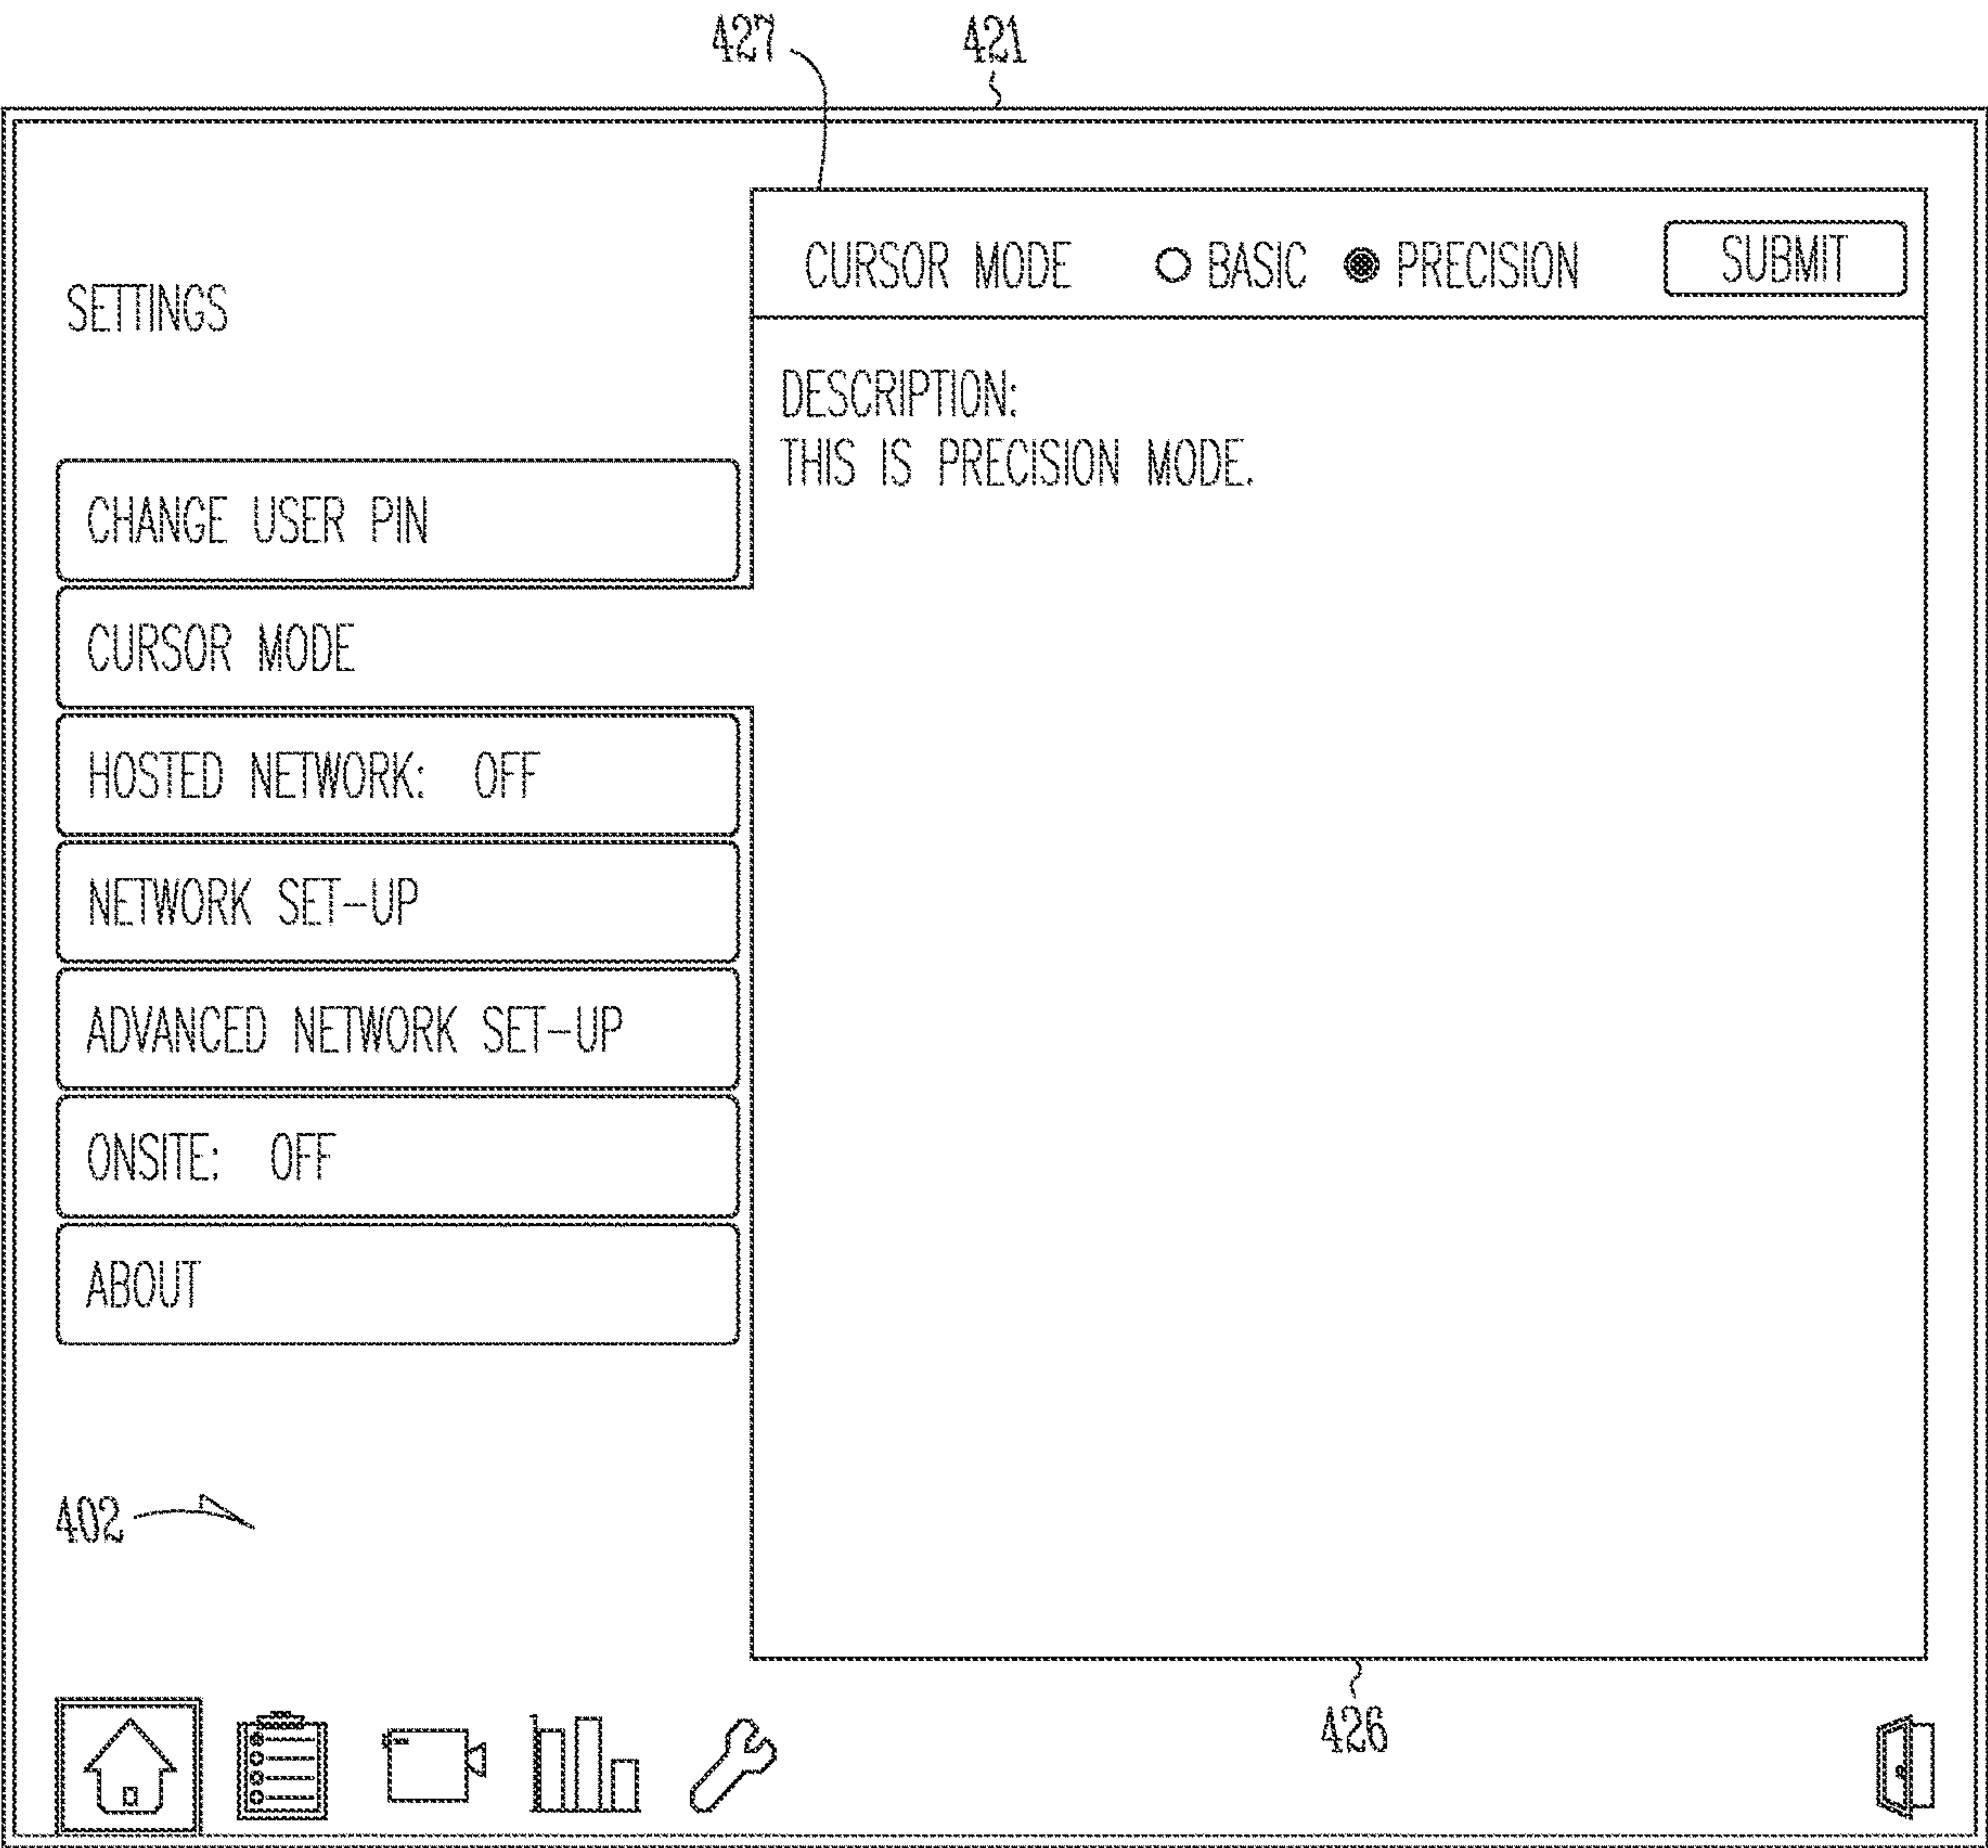 427
421
SETTINGS
CURSOR MODE BASIC PRECISION SUBMIT
DESCRIPTION:
THIS IS PRECISION MODE.
CHANGE USER PIN
CURSOR MODE
HOSTED NETWORK: OFF
NETWORK SET-UP
ADVANCED NETWORK SET-UP
ONSITE: OFF
ABOUT
402
426